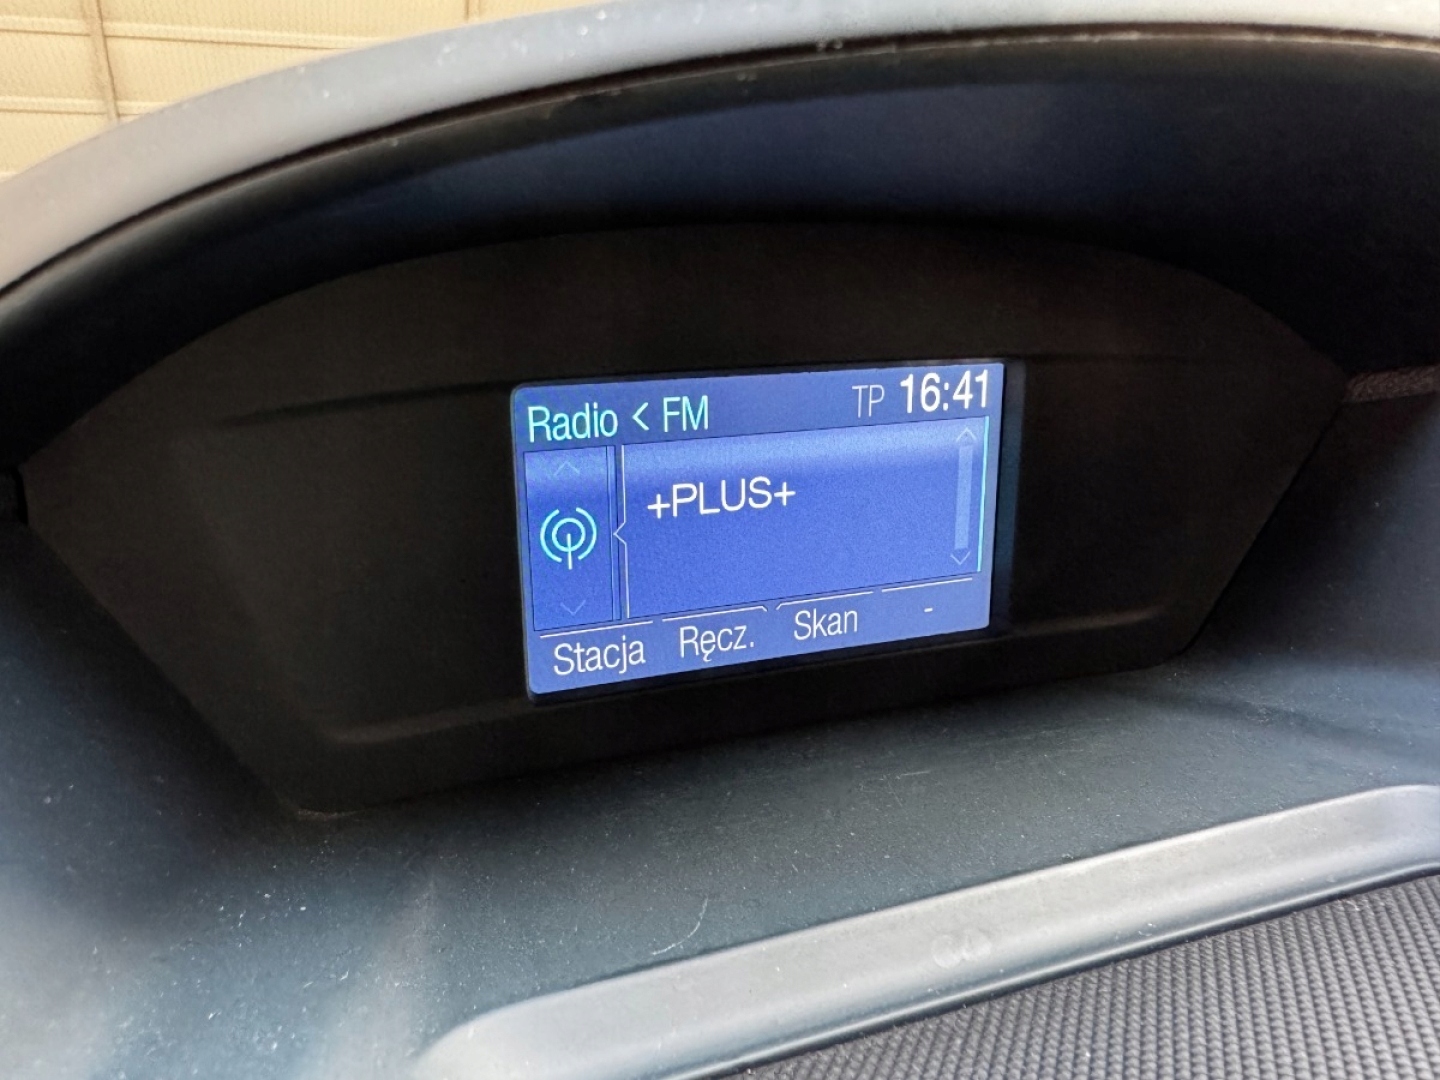 Radio < FM TP 16:41
+PLUS+
Stacja Ręcz. Skan -